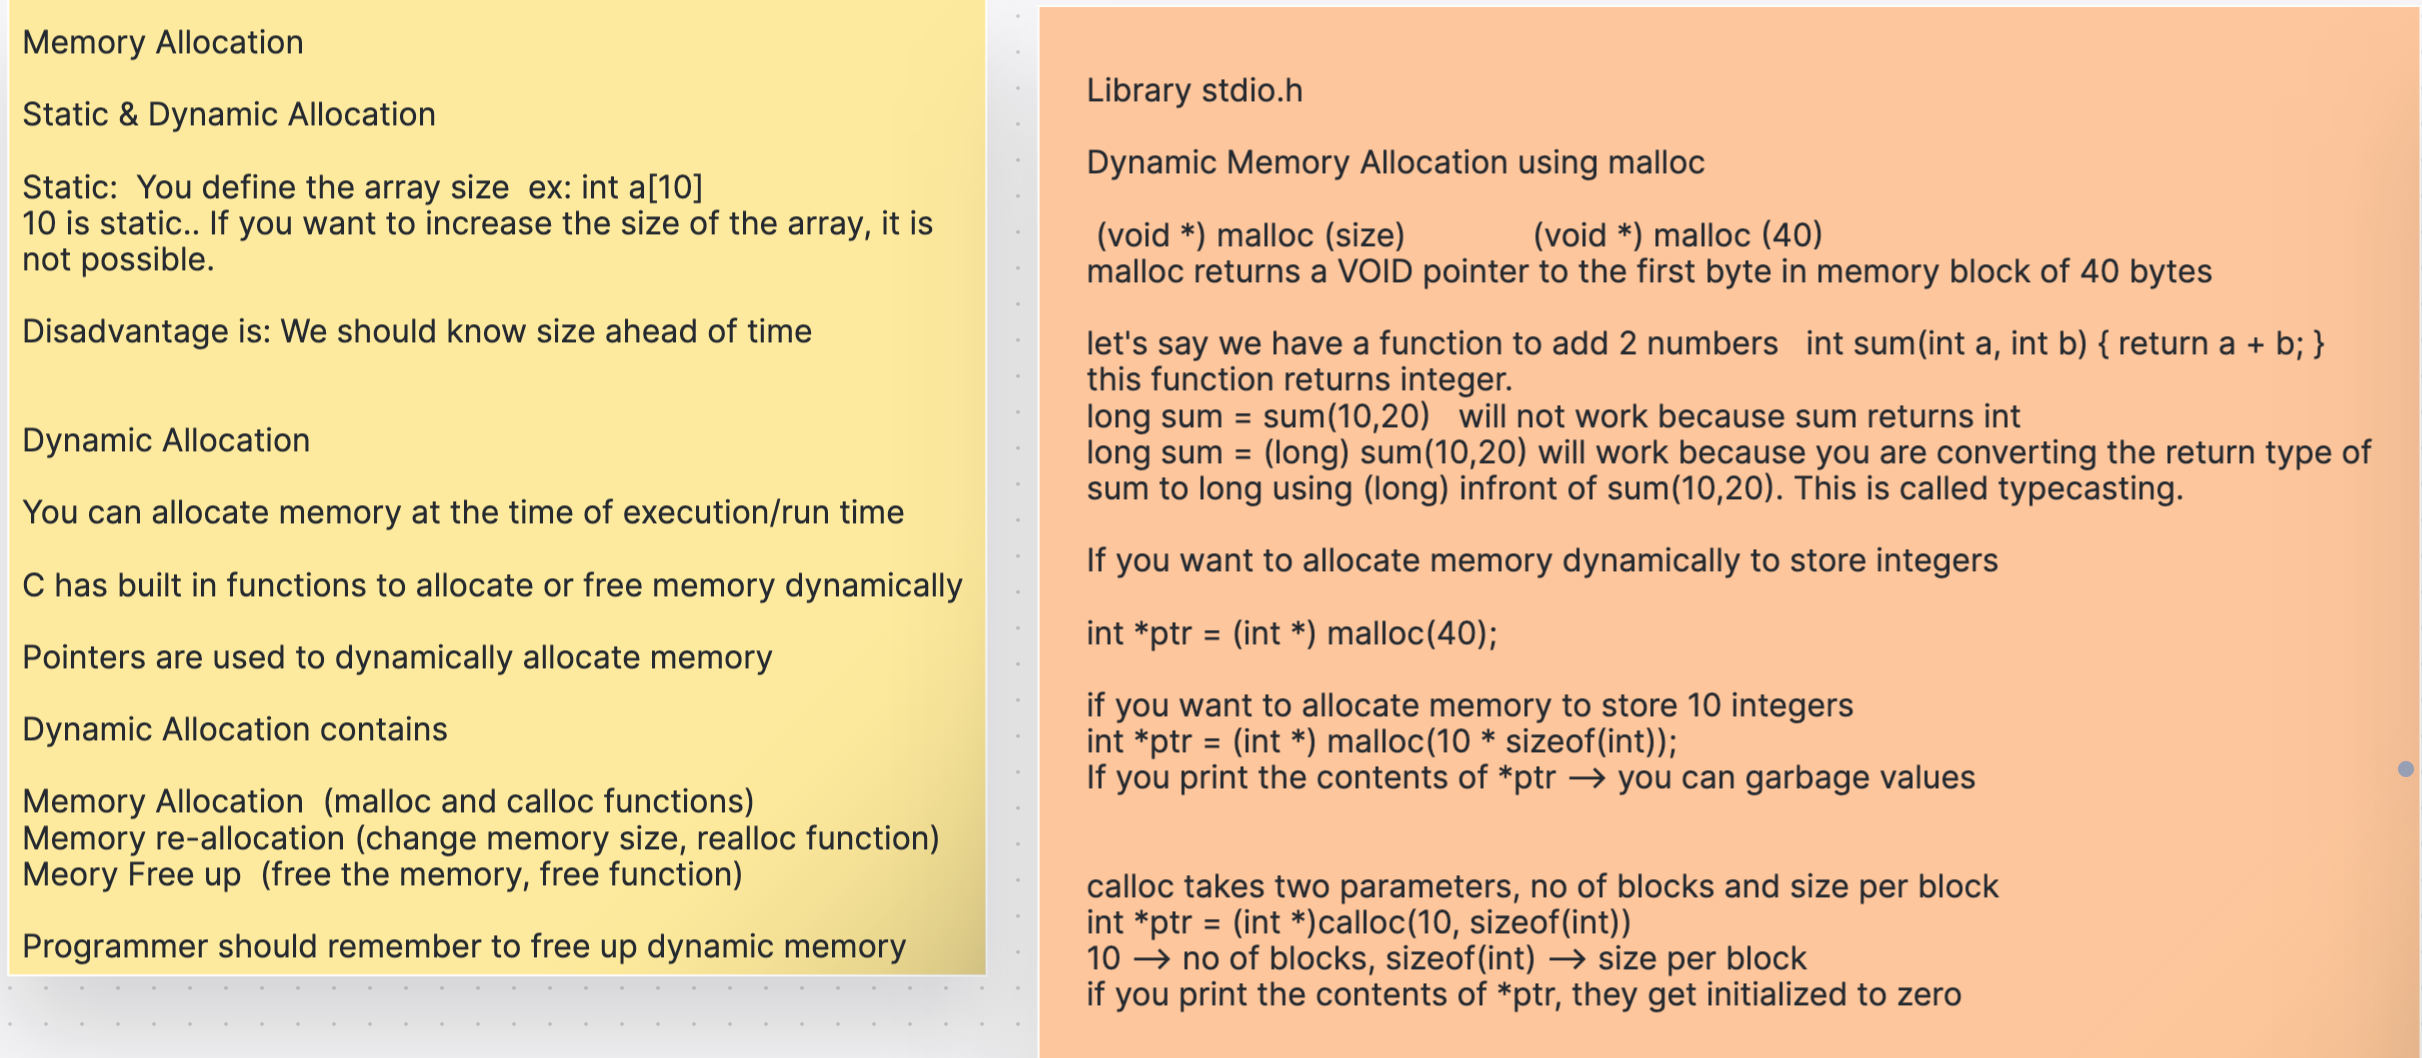 Memory Allocation
Static & Dynamic Allocation
Static:  You define the array size  ex: int a[10]
10 is static.. If you want to increase the size of the array, it is
not possible.
Disadvantage is: We should know size ahead of time
Dynamic Allocation
You can allocate memory at the time of execution/run time
C has built in functions to allocate or free memory dynamically
Pointers are used to dynamically allocate memory
Dynamic Allocation contains
Memory Allocation  (malloc and calloc functions)
Memory re-allocation (change memory size, realloc function)
Meory Free up  (free the memory, free function)
Programmer should remember to free up dynamic memory
Library stdio.h
Dynamic Memory Allocation using malloc
(void *) malloc (size)          (void *) malloc (40)
malloc returns a VOID pointer to the first byte in memory block of 40 bytes
let's say we have a function to add 2 numbers   int sum(int a, int b) { return a + b; }
this function returns integer.
long sum = sum(10,20)   will not work because sum returns int
long sum = (long) sum(10,20) will work because you are converting the return type of
sum to long using (long) infront of sum(10,20). This is called typecasting.
If you want to allocate memory dynamically to store integers
int *ptr = (int *) malloc(40);
if you want to allocate memory to store 10 integers
int *ptr = (int *) malloc(10 * sizeof(int));
If you print the contents of *ptr → you can garbage values
calloc takes two parameters, no of blocks and size per block
int *ptr = (int *)calloc(10, sizeof(int))
10 → no of blocks, sizeof(int) → size per block
if you print the contents of *ptr, they get initialized to zero